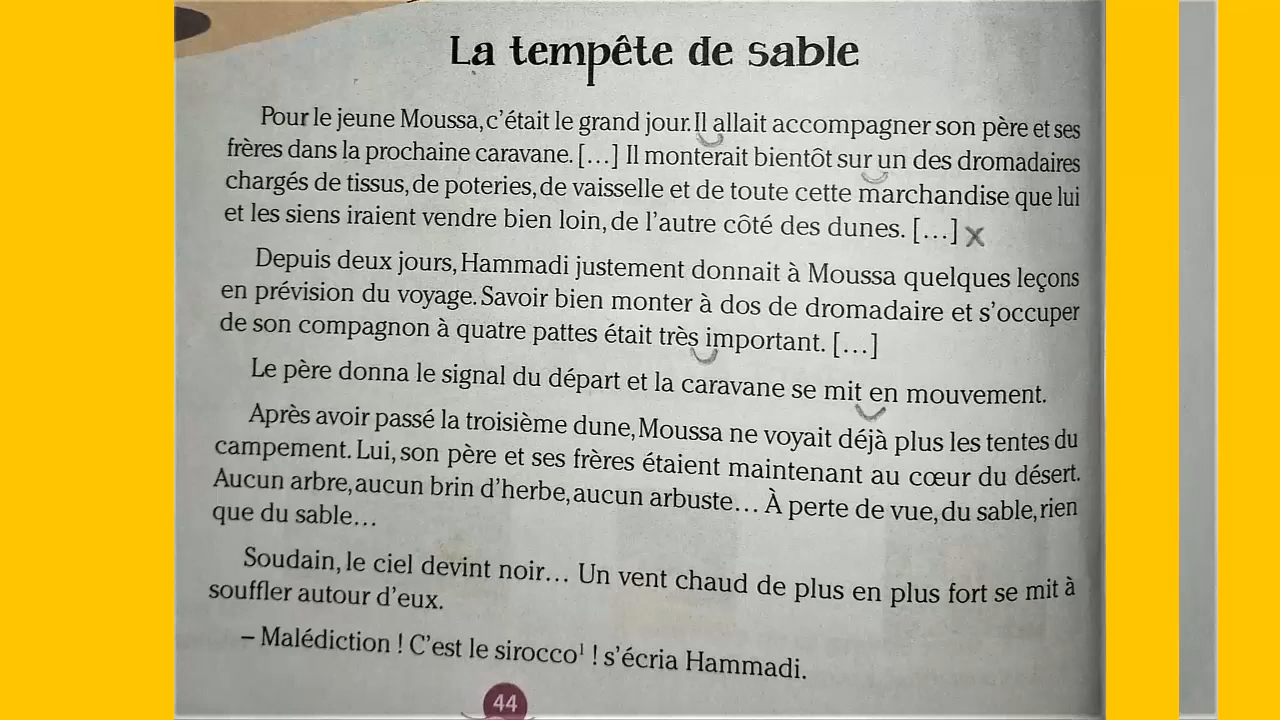 La tempête de sable
Pour le jeune Moussa, c'était le grand jour. Il allait accompagner son père et ses
frères dans la prochaine caravane. […] Il monterait bientôt sur un des dromadaires
chargés de tissus, de poteries, de vaisselle et de toute cette marchandise que lui
et les siens iraient vendre bien loin, de l'autre côté des dunes. […] x
Depuis deux jours, Hammadi justement donnait à Moussa quelques leçons
en prévision du voyage. Savoir bien monter à dos de dromadaire et s'occuper
de son compagnon à quatre pattes était très important. […]
Le père donna le signal du départ et la caravane se mit en mouvement.
Après avoir passé la troisième dune, Moussa ne voyait déjà plus les tentes du
campement. Lui, son père et ses frères étaient maintenant au cœur du désert.
Aucun arbre, aucun brin d'herbe, aucun arbuste… À perte de vue, du sable, rien
que du sable…
Soudain, le ciel devint noir… Un vent chaud de plus en plus fort se mit à
souffler autour d'eux.
– Malédiction ! C'est le sirocco¹ ! s'écria Hammadi.
44